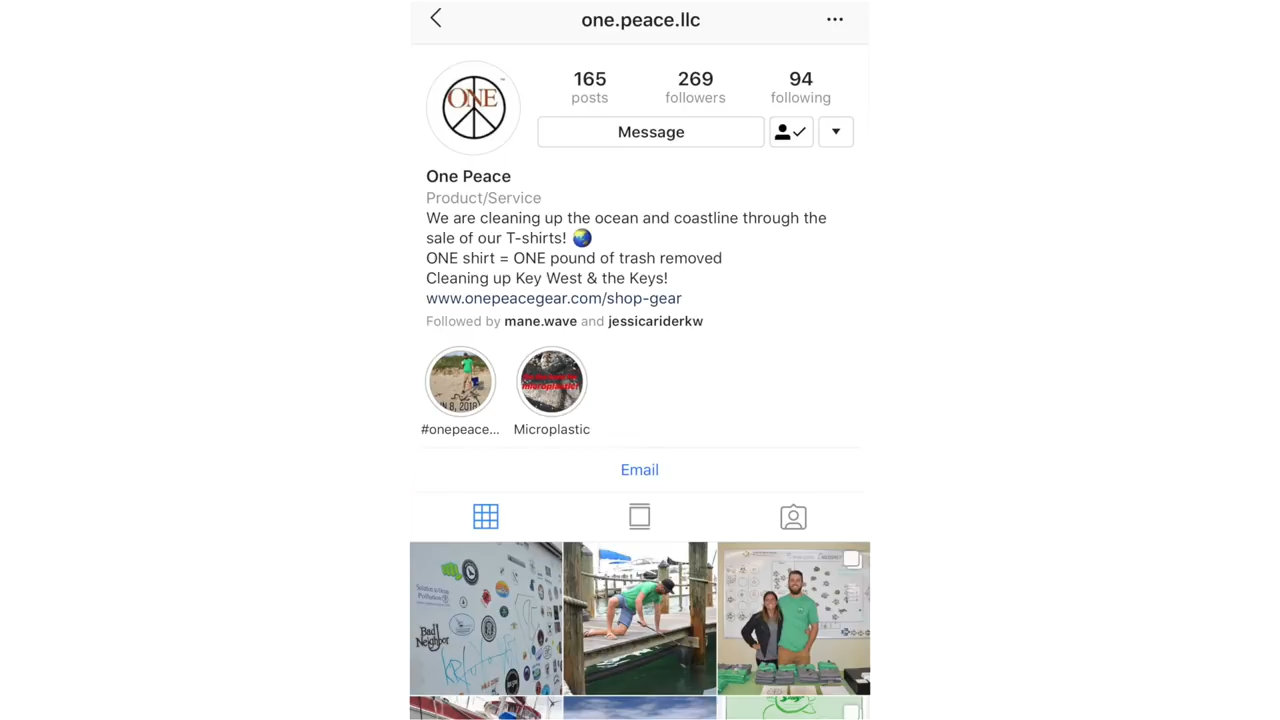 one.peace.llc
ONE
165 269 94
posts followers following
Message
One Peace
Product/Service
We are cleaning up the ocean and coastline through the
sale of our T-shirts! 🌏
ONE shirt = ONE pound of trash removed
Cleaning up Key West & the Keys!
www.onepeacegear.com/shop-gear
Followed by mane.wave and jessicariderkw
microplastics
#onepeace... Microplastic
Email
Bad
Neighbor